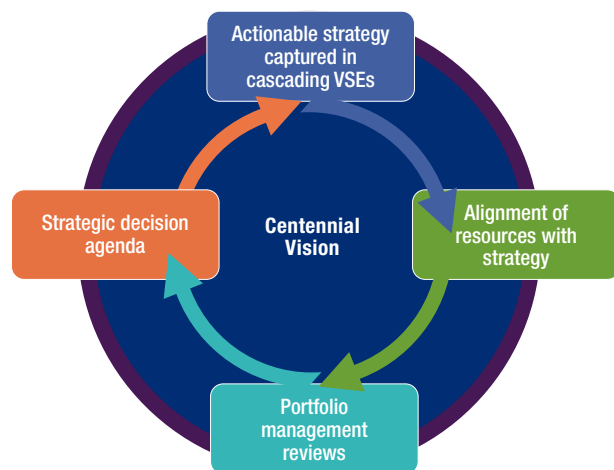 Actionable strategy
captured in
cascading VSEs
Strategic decision
agenda
Centennial
Vision
Alignment of
resources with
strategy
Portfolio
management
reviews